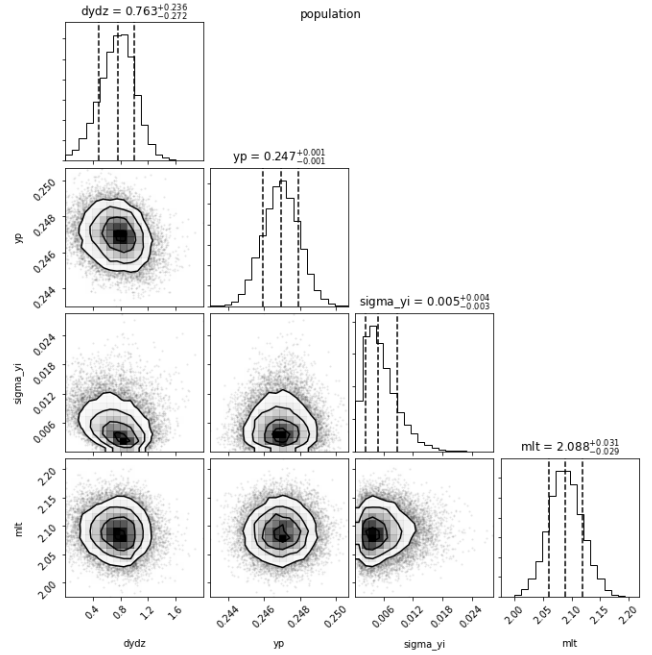 population
dydz = 0.763+0.236 −0.272
yp = 0.247+0.001 −0.001
sigma_yi = 0.005+0.004 −0.003
mlt = 2.088+0.031 −0.029
0.250
0.248
0.246
0.244
yp
0.024
0.018
0.012
0.006
sigma_yi
2.20
2.15
2.10
2.05
2.00
mlt
0.4 0.8 1.2 1.6
0.244 0.246 0.248 0.250
0.006 0.012 0.018 0.024
2.00 2.05 2.10 2.15 2.20
dydz yp sigma_yi mlt